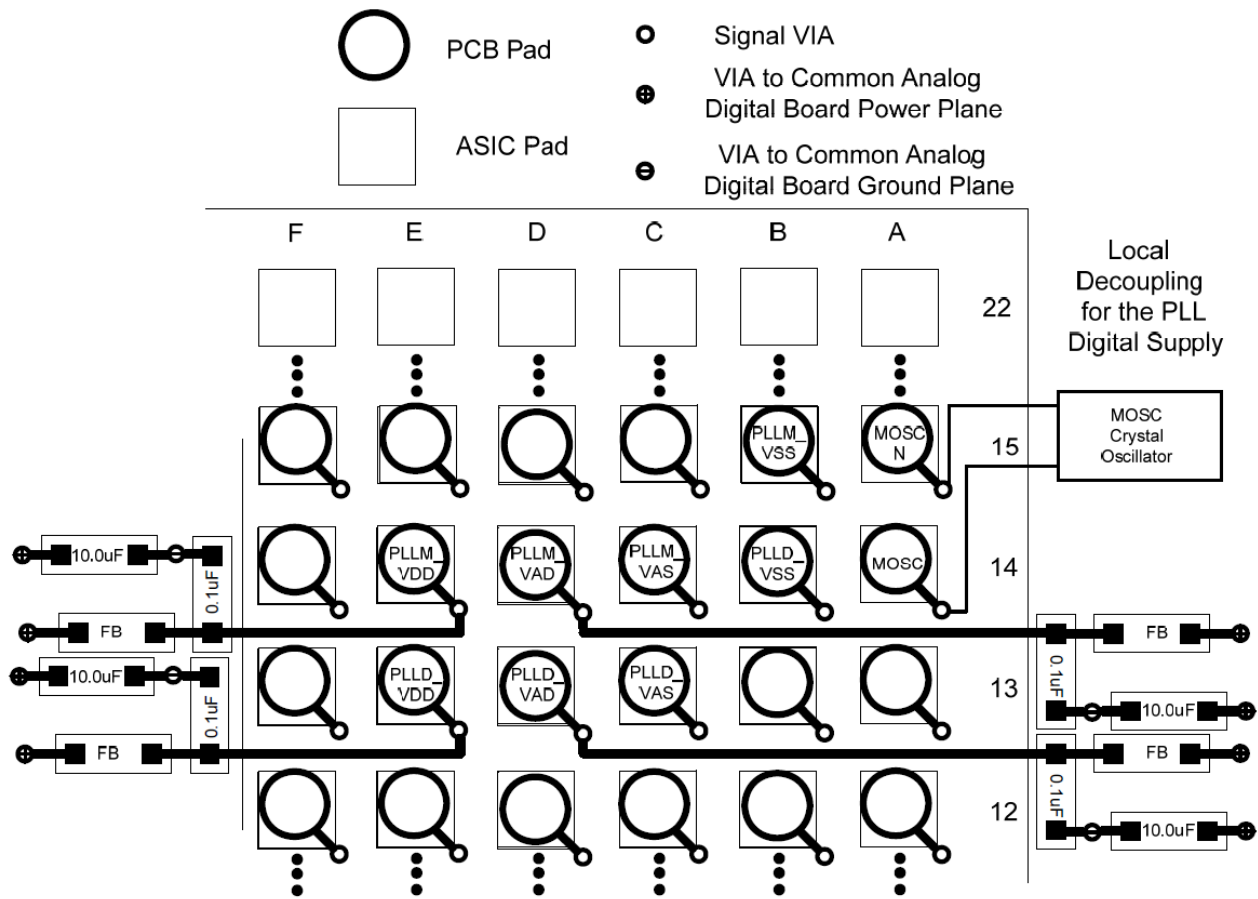 PCB Pad
Signal VIA
VIA to Common Analog
Digital Board Power Plane
ASIC Pad
VIA to Common Analog
Digital Board Ground Plane
F E D C B A
Local
Decoupling
for the PLL
Digital Supply
22
PLLM_
VSS
MOSC
N
15
MOSC
Crystal
Oscillator
10.0uF
0.1uF
FB
PLLM_
VDD
PLLM_
VAD
PLLM_
VAS
PLLD_
VSS
MOSC
14
FB
0.1uF
10.0uF
10.0uF
0.1uF
FB
PLLD_
VDD
PLLD_
VAD
PLLD_
VAS
13
FB
0.1uF
10.0uF
12